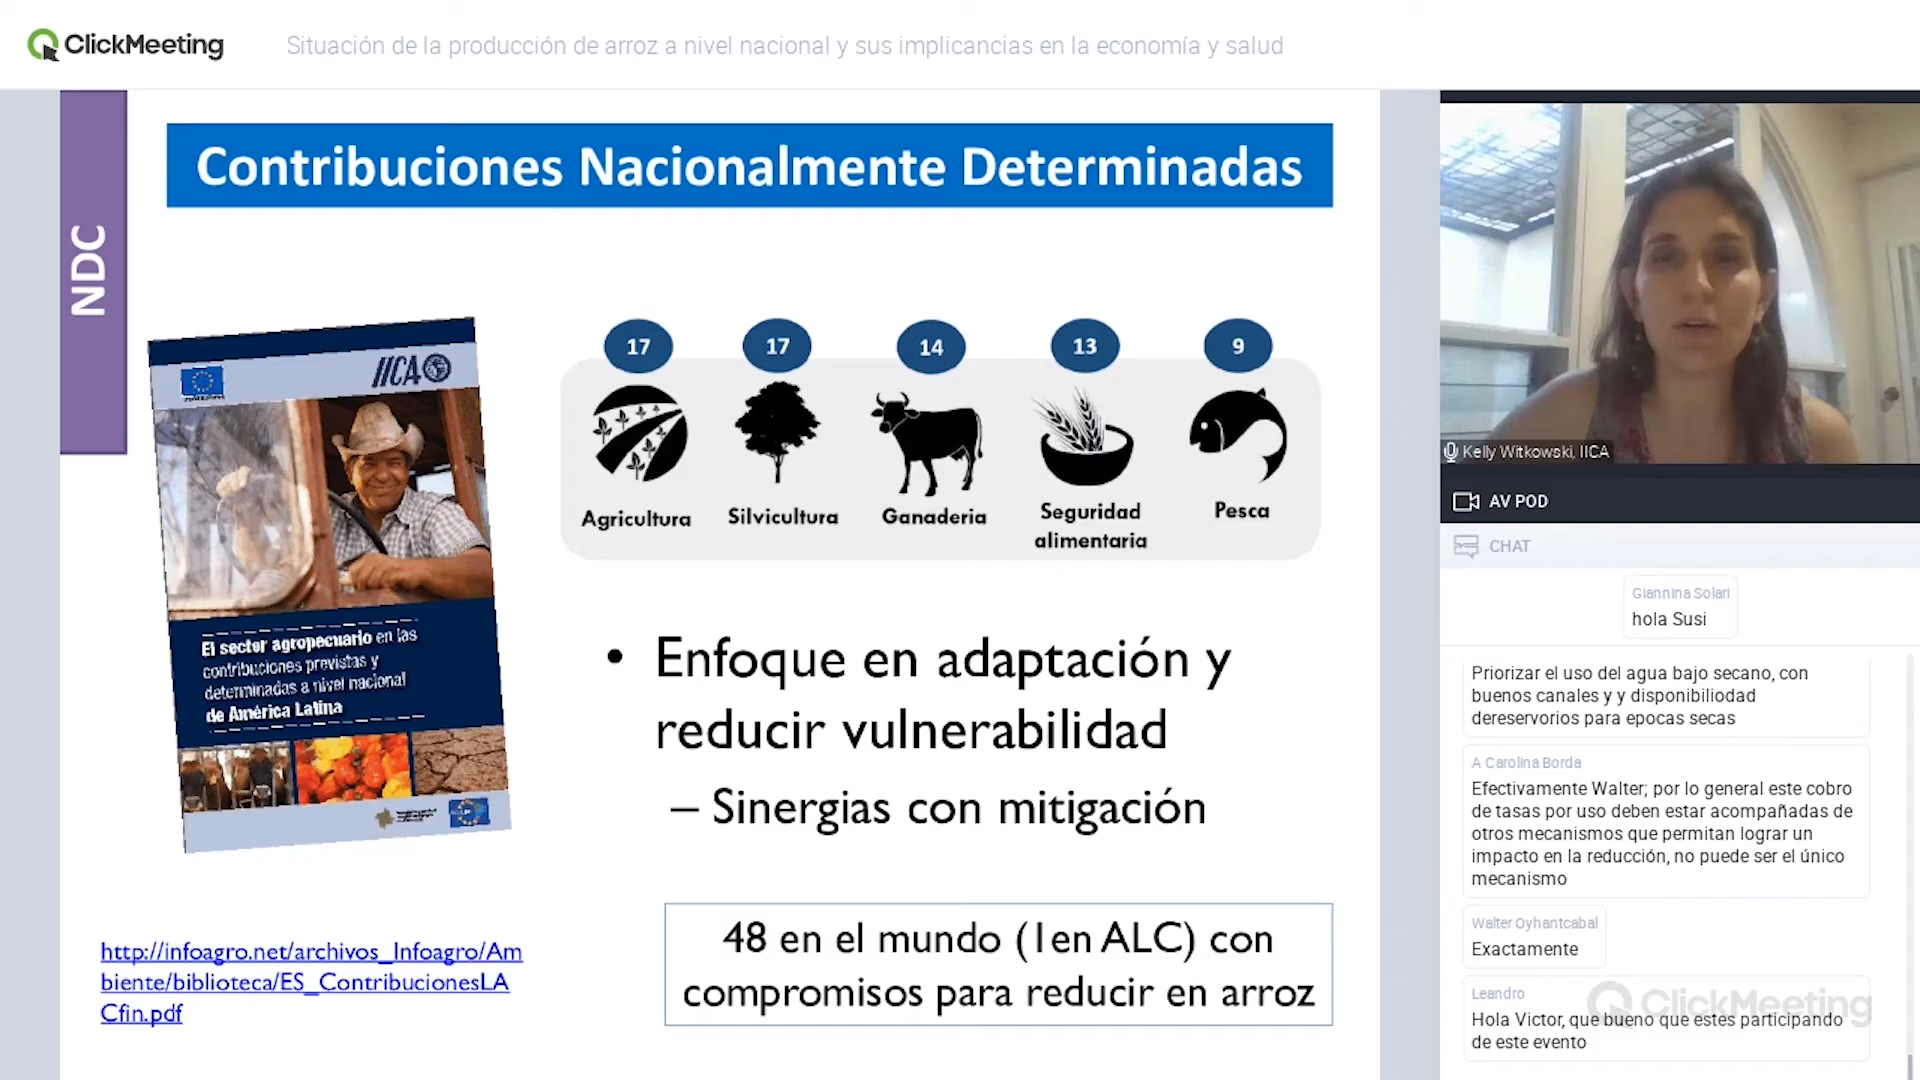 ClickMeeting
Situación de la producción de arroz a nivel nacional y sus implicancias en la economía y salud
NDC
Contribuciones Nacionalmente Determinadas
IICA
El sector agropecuario en las
contribuciones previstas y
determinadas a nivel nacional
de América Latina
17
17
14
13
9
Agricultura
Silvicultura
Ganaderia
Seguridad
alimentaria
Pesca
• Enfoque en adaptación y
reducir vulnerabilidad
– Sinergias con mitigación
48 en el mundo (1en ALC) con
compromisos para reducir en arroz
http://infoagro.net/archivos_Infoagro/Am
biente/biblioteca/ES_ContribucionesLA
Cfin.pdf
Kelly Witkowski, IICA
AV POD
CHAT
Giannina Solari
hola Susi
Priorizar el uso del agua bajo secano, con
buenos canales y y disponibiliodad
dereservorios para epocas secas
A Carolina Borda
Efectivamente Walter; por lo general este cobro
de tasas por uso deben estar acompañadas de
otros mecanismos que permitan lograr un
impacto en la reducción, no puede ser el único
mecanismo
Walter Oyhantcabal
Exactamente
Leandro
Hola Victor, que bueno que estes participando
de este evento
ClickMeeting